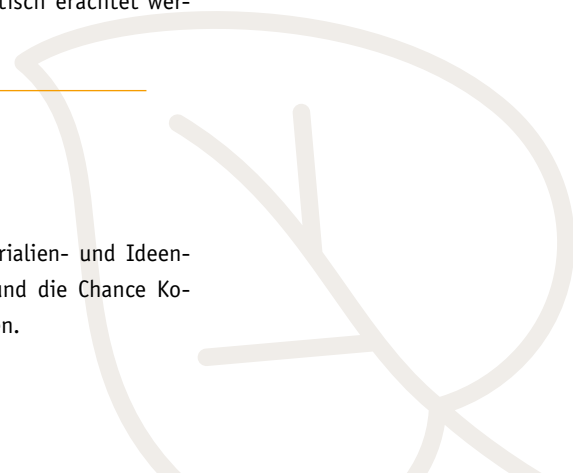 tisch erachtet wer-
rialien- und Ideen-
und die Chance Ko-
n.